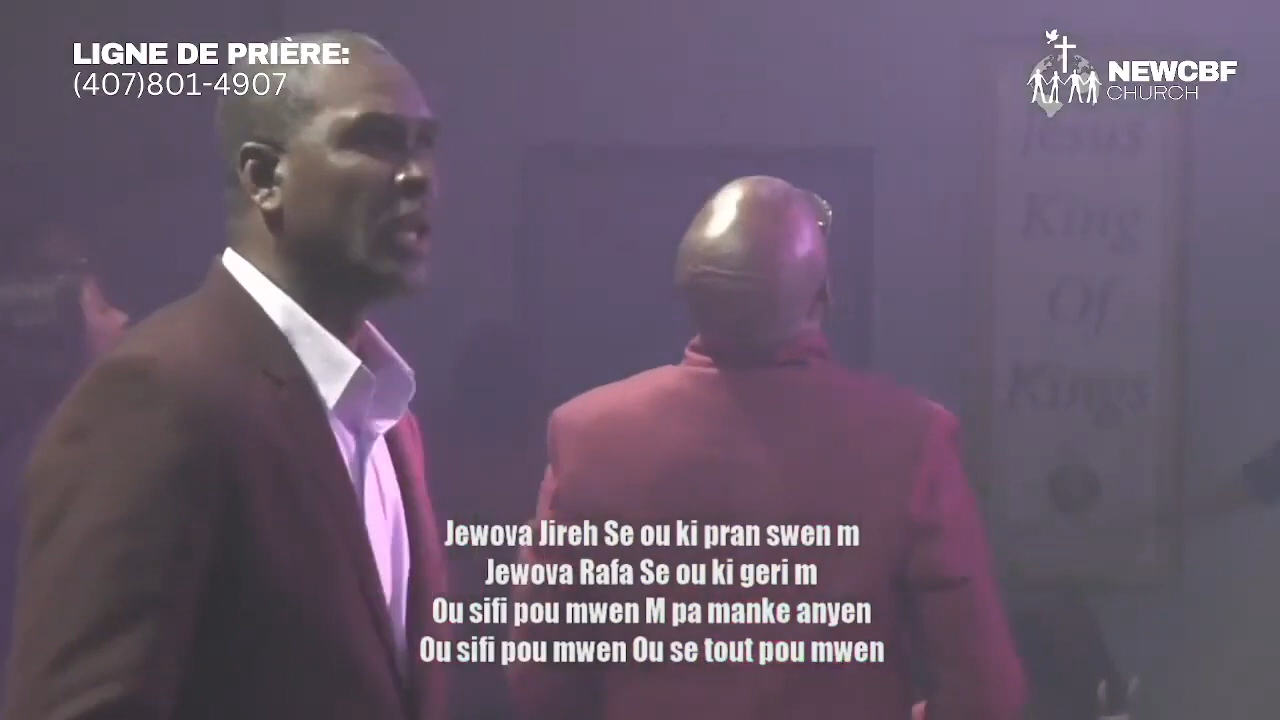 LIGNE DE PRIÈRE:
(407)801-4907
NEWCBF
CHURCH
Jesus
King
Of
Kings
Jewova Jireh Se ou ki pran swen m
Jewova Rafa Se ou ki geri m
Ou sifi pou mwen M pa manke anyen
Ou sifi pou mwen Ou se tout pou mwen